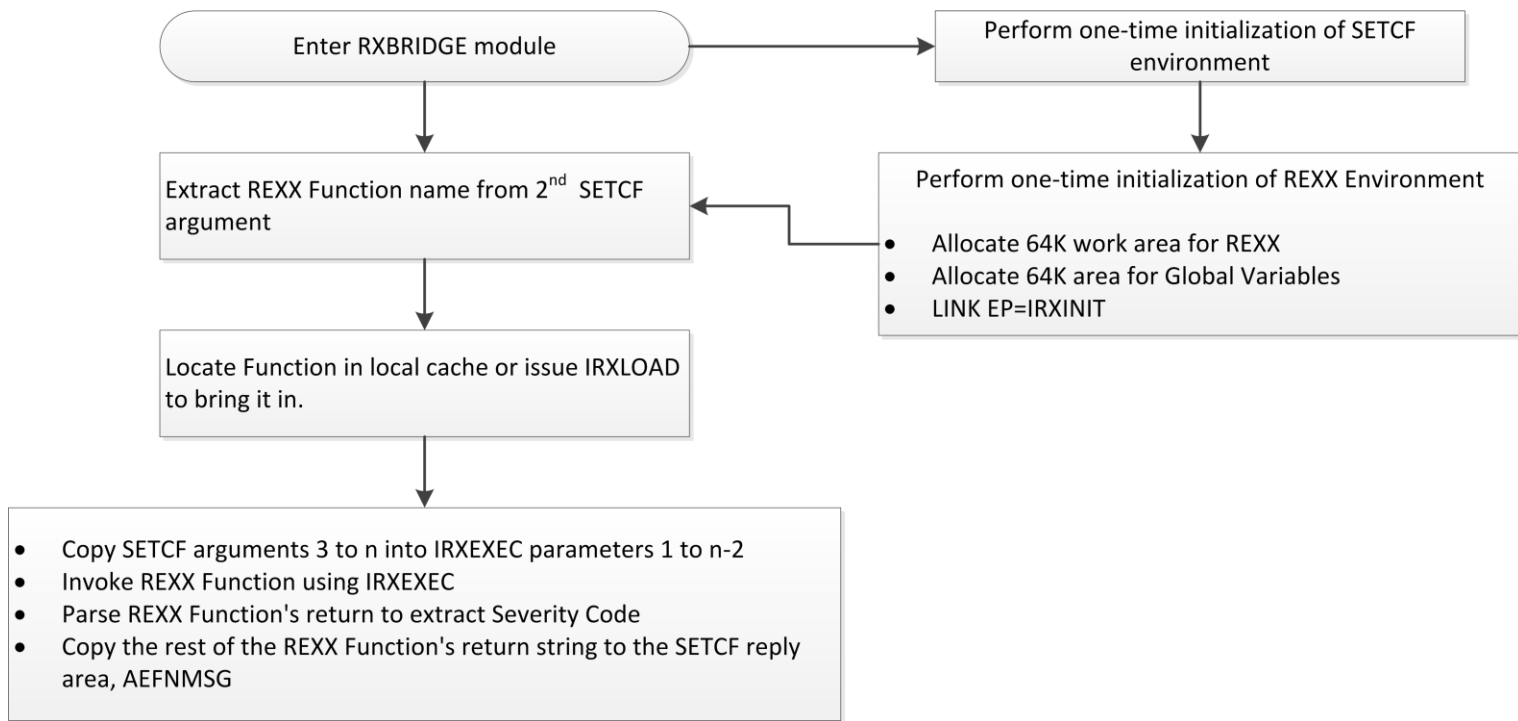 Enter RXBRIDGE module
Perform one-time initialization of SETCF
environment
Extract REXX Function name from 2nd SETCF
argument
Perform one-time initialization of REXX Environment
• Allocate 64K work area for REXX
• Allocate 64K area for Global Variables
• LINK EP=IRXINIT
Locate Function in local cache or issue IRXLOAD
to bring it in.
• Copy SETCF arguments 3 to n into IRXEXEC parameters 1 to n-2
• Invoke REXX Function using IRXEXEC
• Parse REXX Function's return to extract Severity Code
• Copy the rest of the REXX Function's return string to the SETCF reply
area, AEFNMSG